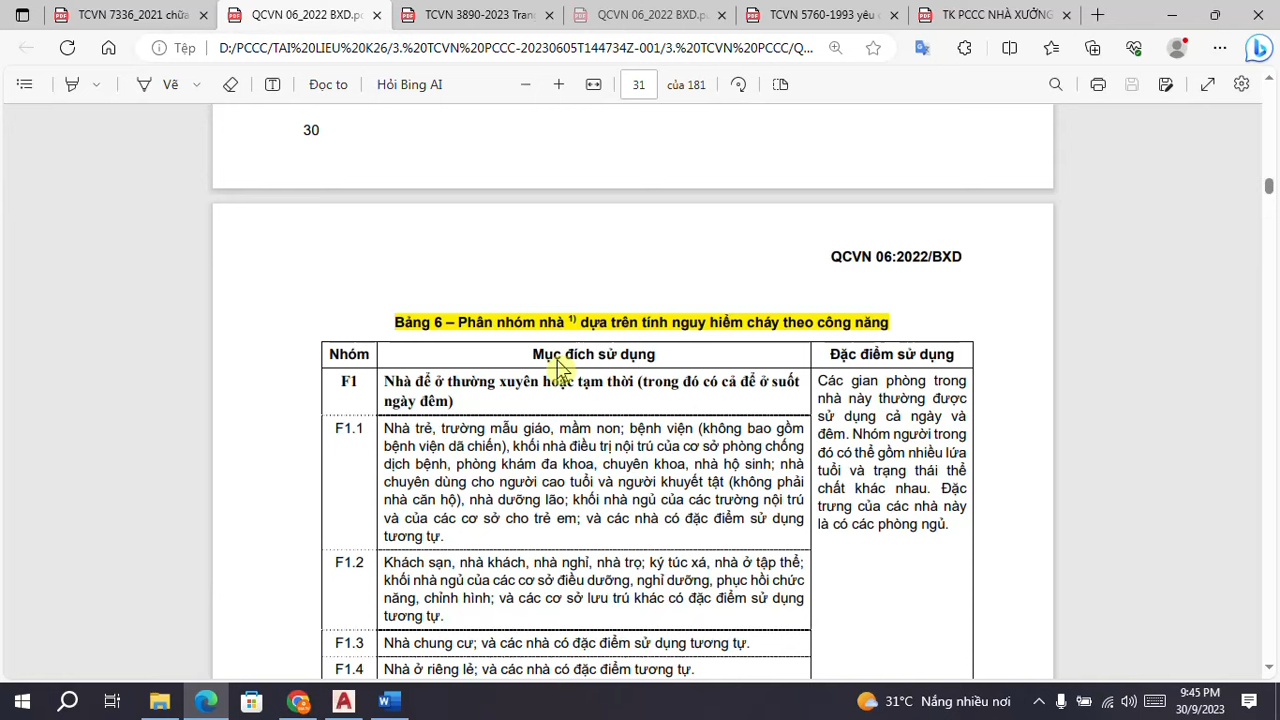 TCVN 7336_2021 chữa
QCVN 06_2022 BXD.pdf
TCVN 3890-2023 Tran
QCVN 06_2022 BXD.pdf
TCVN 5760-1993 yêu c
TK PCCC NHÀ XƯỞNG
Tệp
D:/PCCC/TAI%20LIEU%20K26/3.%20TCVN%20PCCC-20230605T144734Z-001/3.%20TCVN%20PCCC/Q...
Vẽ
Đọc to
Hỏi Bing AI
31
của 181
30
QCVN 06:2022/BXD
Bảng 6 – Phân nhóm nhà 1) dựa trên tính nguy hiểm cháy theo công năng
Nhóm
Mục đích sử dụng
Đặc điểm sử dụng
F1
Nhà để ở thường xuyên hoặc tạm thời (trong đó có cả để ở suốt
ngày đêm)
Các gian phòng trong
nhà này thường được
sử dụng cả ngày và
đêm. Nhóm người trong
đó có thể gồm nhiều lứa
tuổi và trạng thái thể
chất khác nhau. Đặc
trưng của các nhà này
là có các phòng ngủ.
F1.1
Nhà trẻ, trường mẫu giáo, mầm non; bệnh viện (không bao gồm
bệnh viện dã chiến), khối nhà điều trị nội trú của cơ sở phòng chống
dịch bệnh, phòng khám đa khoa, chuyên khoa, nhà hộ sinh; nhà
chuyên dùng cho người cao tuổi và người khuyết tật (không phải
nhà căn hộ), nhà dưỡng lão; khối nhà ngủ của các trường nội trú
và của các cơ sở cho trẻ em; và các nhà có đặc điểm sử dụng
tương tự.
F1.2
Khách sạn, nhà khách, nhà nghỉ, nhà trọ; ký túc xá, nhà ở tập thể;
khối nhà ngủ của các cơ sở điều dưỡng, nghỉ dưỡng, phục hồi chức
năng, chỉnh hình; và các cơ sở lưu trú khác có đặc điểm sử dụng
tương tự.
F1.3
Nhà chung cư; và các nhà có đặc điểm sử dụng tương tự.
F1.4
Nhà ở riêng lẻ; và các nhà có đặc điểm tương tự.
31°C Nắng nhiều nơi
9:45 PM
30/9/2023